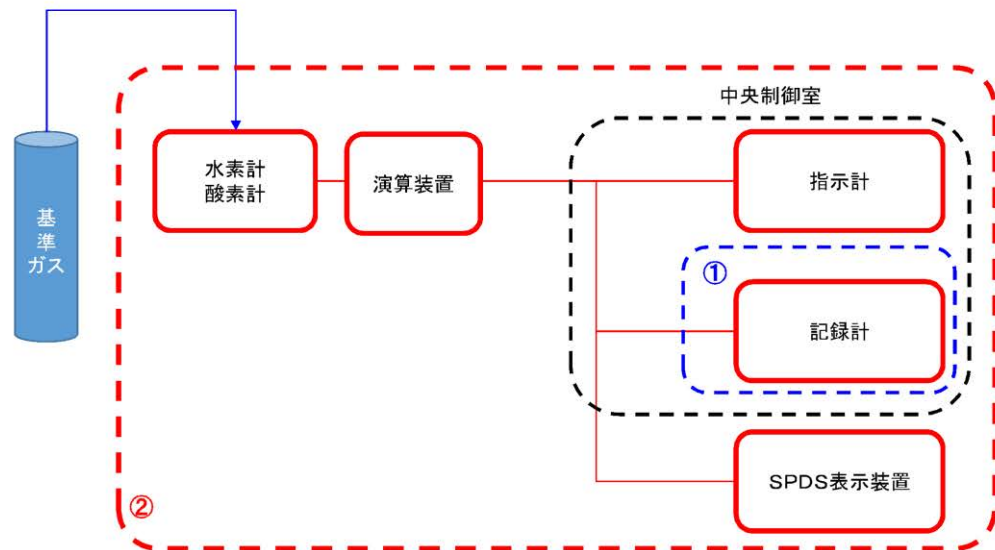 中央制御室
水素計
酸素計
演算装置
指示計
基
準
ガ
ス
①
記録計
SPDS表示装置
②